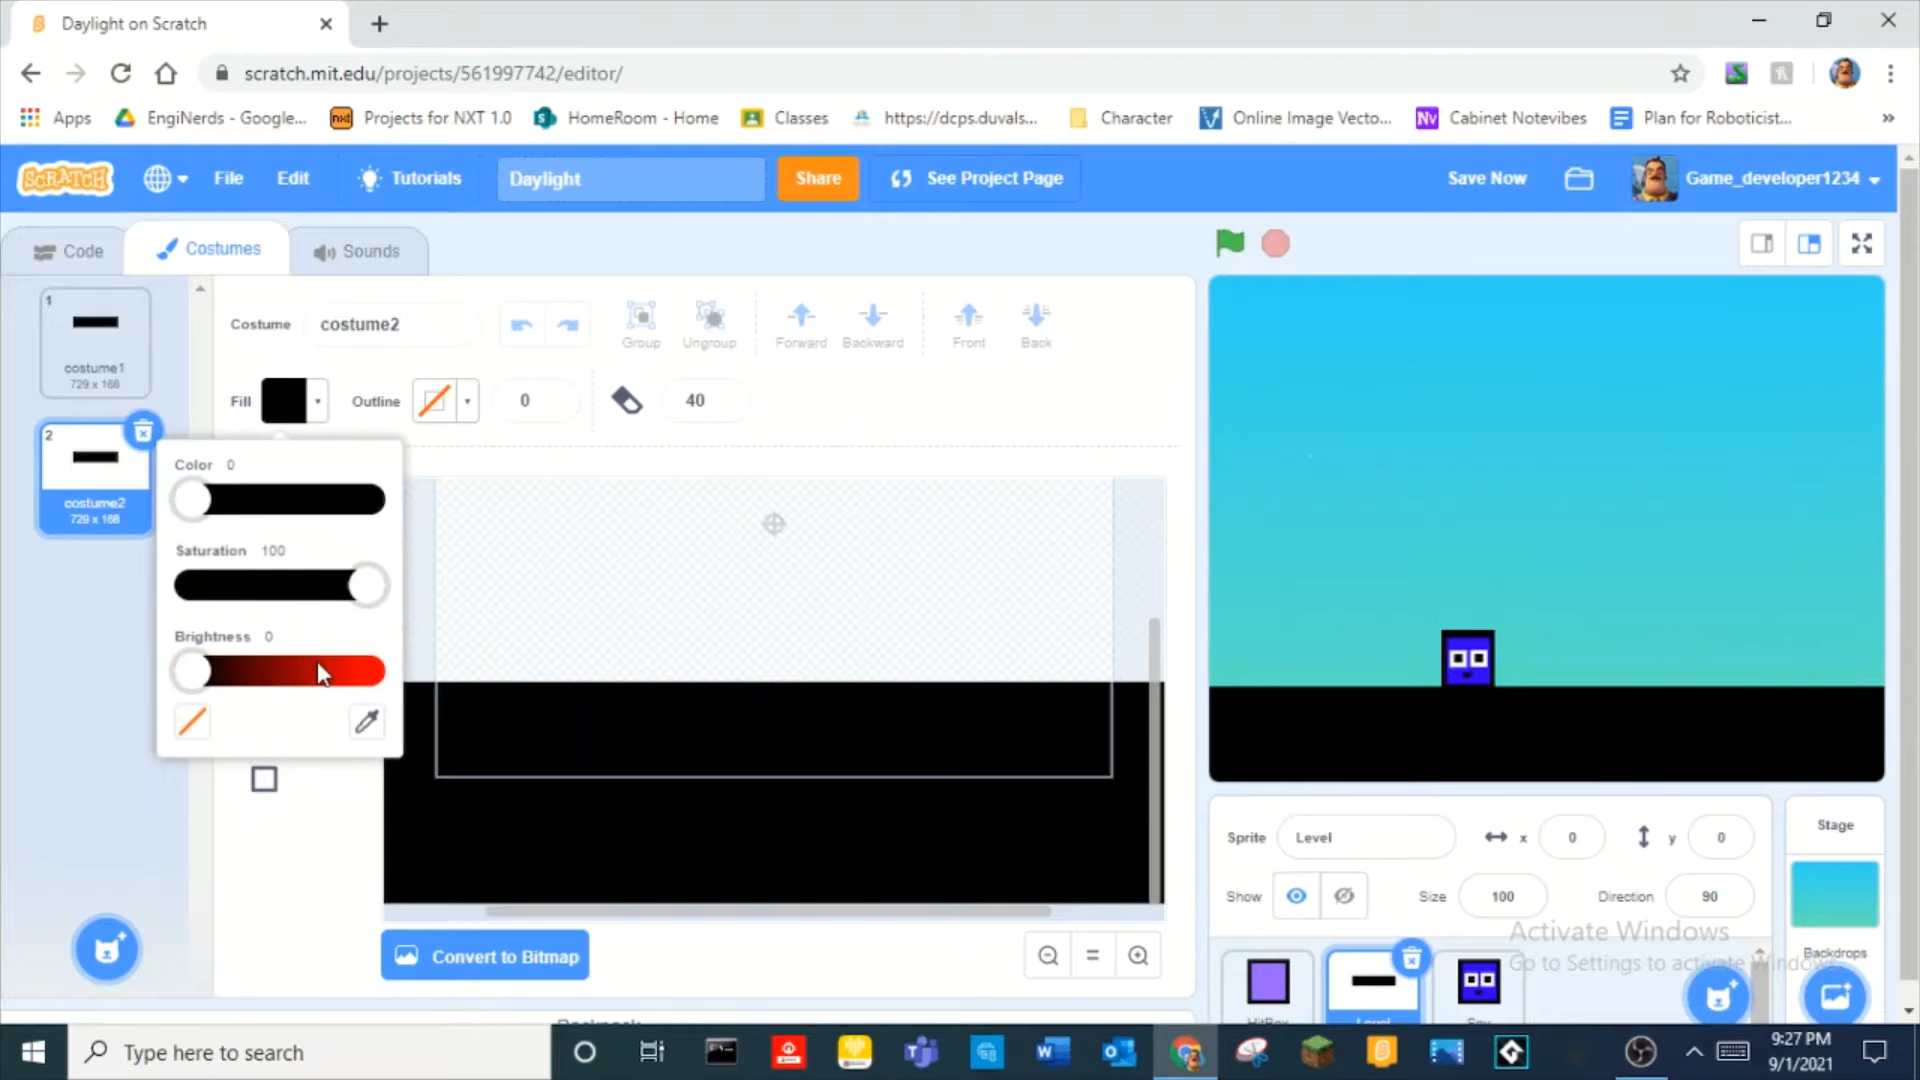 Daylight on Scratch
scratch.mit.edu/projects/561997742/editor/
Apps
EngiNerds - Google...
Projects for NXT 1.0
HomeRoom - Home
Classes
https://dcps.duvals...
Character
Online Image Vecto...
Cabinet Notevibes
Plan for Roboticist...
»
SCRATCH
File
Edit
Tutorials
Daylight
Share
See Project Page
Save Now
Game_developer1234
Code
Costumes
Sounds
1
costume1
729 x 168
2
costume2
729 x 168
Costume
costume2
Group
Ungroup
Forward
Backward
Front
Back
Fill
Outline
0
40
Color 0
Saturation 100
Brightness 0
Convert to Bitmap
Sprite
Level
x
0
y
0
Show
Size
100
Direction
90
Stage
Backdrops
Activate Windows
Go to Settings to activate Windows.
HitBox
Level
Type here to search
9:27 PM
9/1/2021